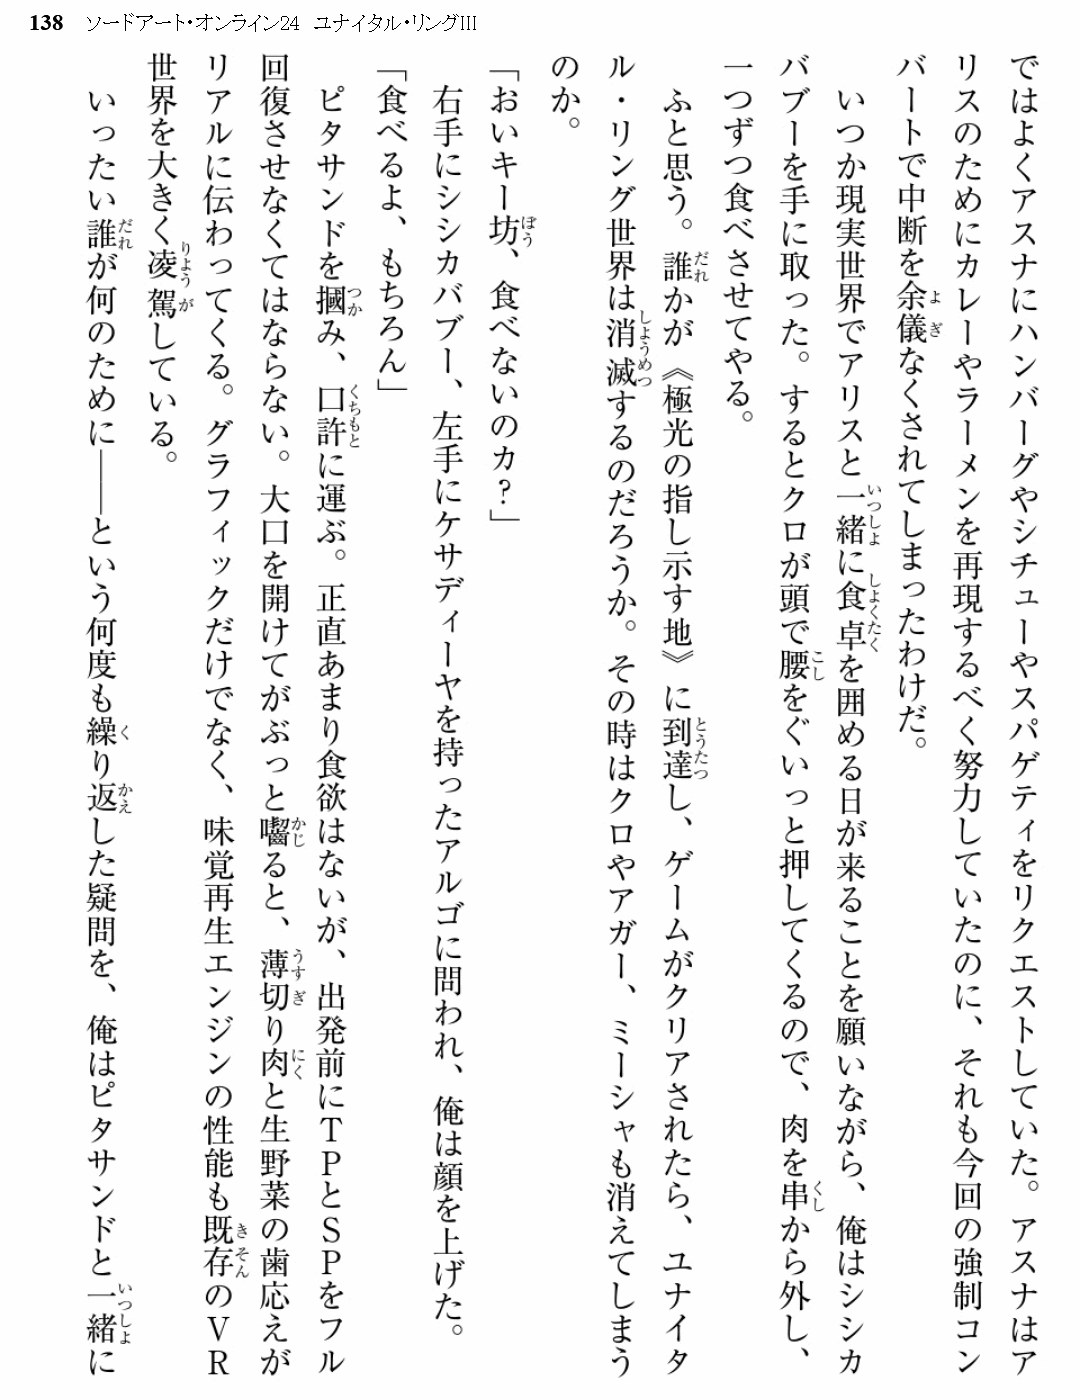 138 ソードアート・オンライン24 ユナイタル・リングIII
ではよくアスナにハンバーグやシチューやスパゲティをリクエストしていた。アスナはア
リスのためにカレーやラーメンを再現するべく努力していたのに、それも今回の強制コン
バートで中断を余儀なくされてしまったわけだ。
いつか現実世界でアリスと一緒に食卓を囲める日が来ることを願いながら、俺はシシカ
バブーを手に取った。するとクロが頭で腰をぐいっと押してくるので、肉を串から外し、
一つずつ食べさせてやる。
ふと思う。誰かが《極光の指し示す地》に到達し、ゲームがクリアされたら、ユナイタ
ル・リング世界は消滅するのだろうか。その時はクロやアガー、ミーシャも消えてしまう
のか。
「おいキー坊、食べないのカ?」
右手にシシカバブー、左手にケサディーヤを持ったアルゴに問われ、俺は顔を上げた。
「食べるよ、もちろん」
ピタサンドを摑み、口許に運ぶ。正直あまり食欲はないが、出発前にTPとSPをフル
回復させなくてはならない。大口を開けてがぶっと嚙ると、薄切り肉と生野菜の歯応えが
リアルに伝わってくる。グラフィックだけでなく、味覚再生エンジンの性能も既存のVR
世界を大きく凌駕している。
いったい誰が何のために――という何度も繰り返した疑問を、俺はピタサンドと一緒に